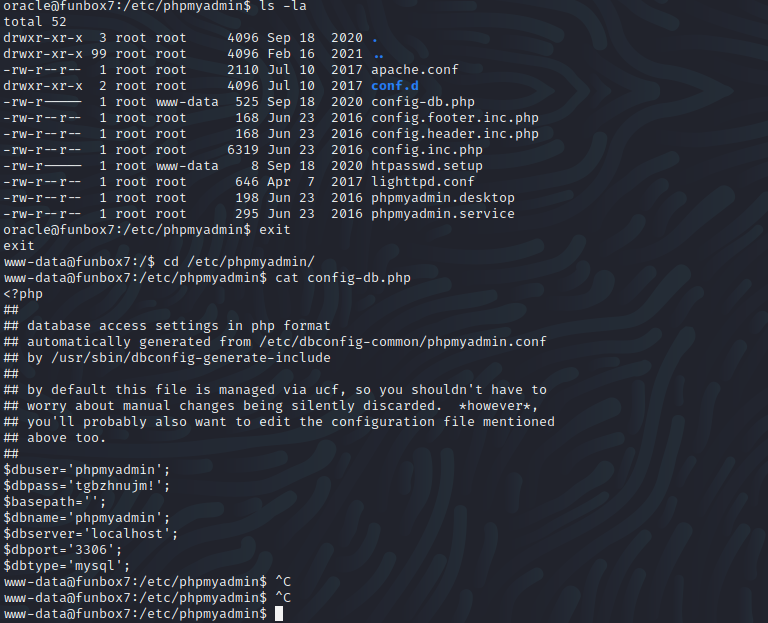 oracle@funbox7:/etc/phpmyadmin$ ls -la
total 52
drwxr-xr-x  3 root root     4096 Sep 18  2020 .
drwxr-xr-x 99 root root     4096 Feb 16  2021 ..
-rw-r--r--  1 root root     2110 Jul 10  2017 apache.conf
drwxr-xr-x  2 root root     4096 Jul 10  2017 conf.d
-rw-r-----  1 root www-data  525 Sep 18  2020 config-db.php
-rw-r--r--  1 root root      168 Jun 23  2016 config.footer.inc.php
-rw-r--r--  1 root root      168 Jun 23  2016 config.header.inc.php
-rw-r--r--  1 root root     6319 Jun 23  2016 config.inc.php
-rw-r-----  1 root www-data    8 Sep 18  2020 htpasswd.setup
-rw-r--r--  1 root root      646 Apr  7  2017 lighttpd.conf
-rw-r--r--  1 root root      198 Jun 23  2016 phpmyadmin.desktop
-rw-r--r--  1 root root      295 Jun 23  2016 phpmyadmin.service
oracle@funbox7:/etc/phpmyadmin$ exit
exit
www-data@funbox7:/$ cd /etc/phpmyadmin/
www-data@funbox7:/etc/phpmyadmin$ cat config-db.php
<?php
##
## database access settings in php format
## automatically generated from /etc/dbconfig-common/phpmyadmin.conf
## by /usr/sbin/dbconfig-generate-include
##
## by default this file is managed via ucf, so you shouldn't have to
## worry about manual changes being silently discarded.  *however*,
## you'll probably also want to edit the configuration file mentioned
## above too.
##
$dbuser='phpmyadmin';
$dbpass='tgbzhnujm!';
$basepath='';
$dbname='phpmyadmin';
$dbserver='localhost';
$dbport='3306';
$dbtype='mysql';
www-data@funbox7:/etc/phpmyadmin$ ^C
www-data@funbox7:/etc/phpmyadmin$ ^C
www-data@funbox7:/etc/phpmyadmin$